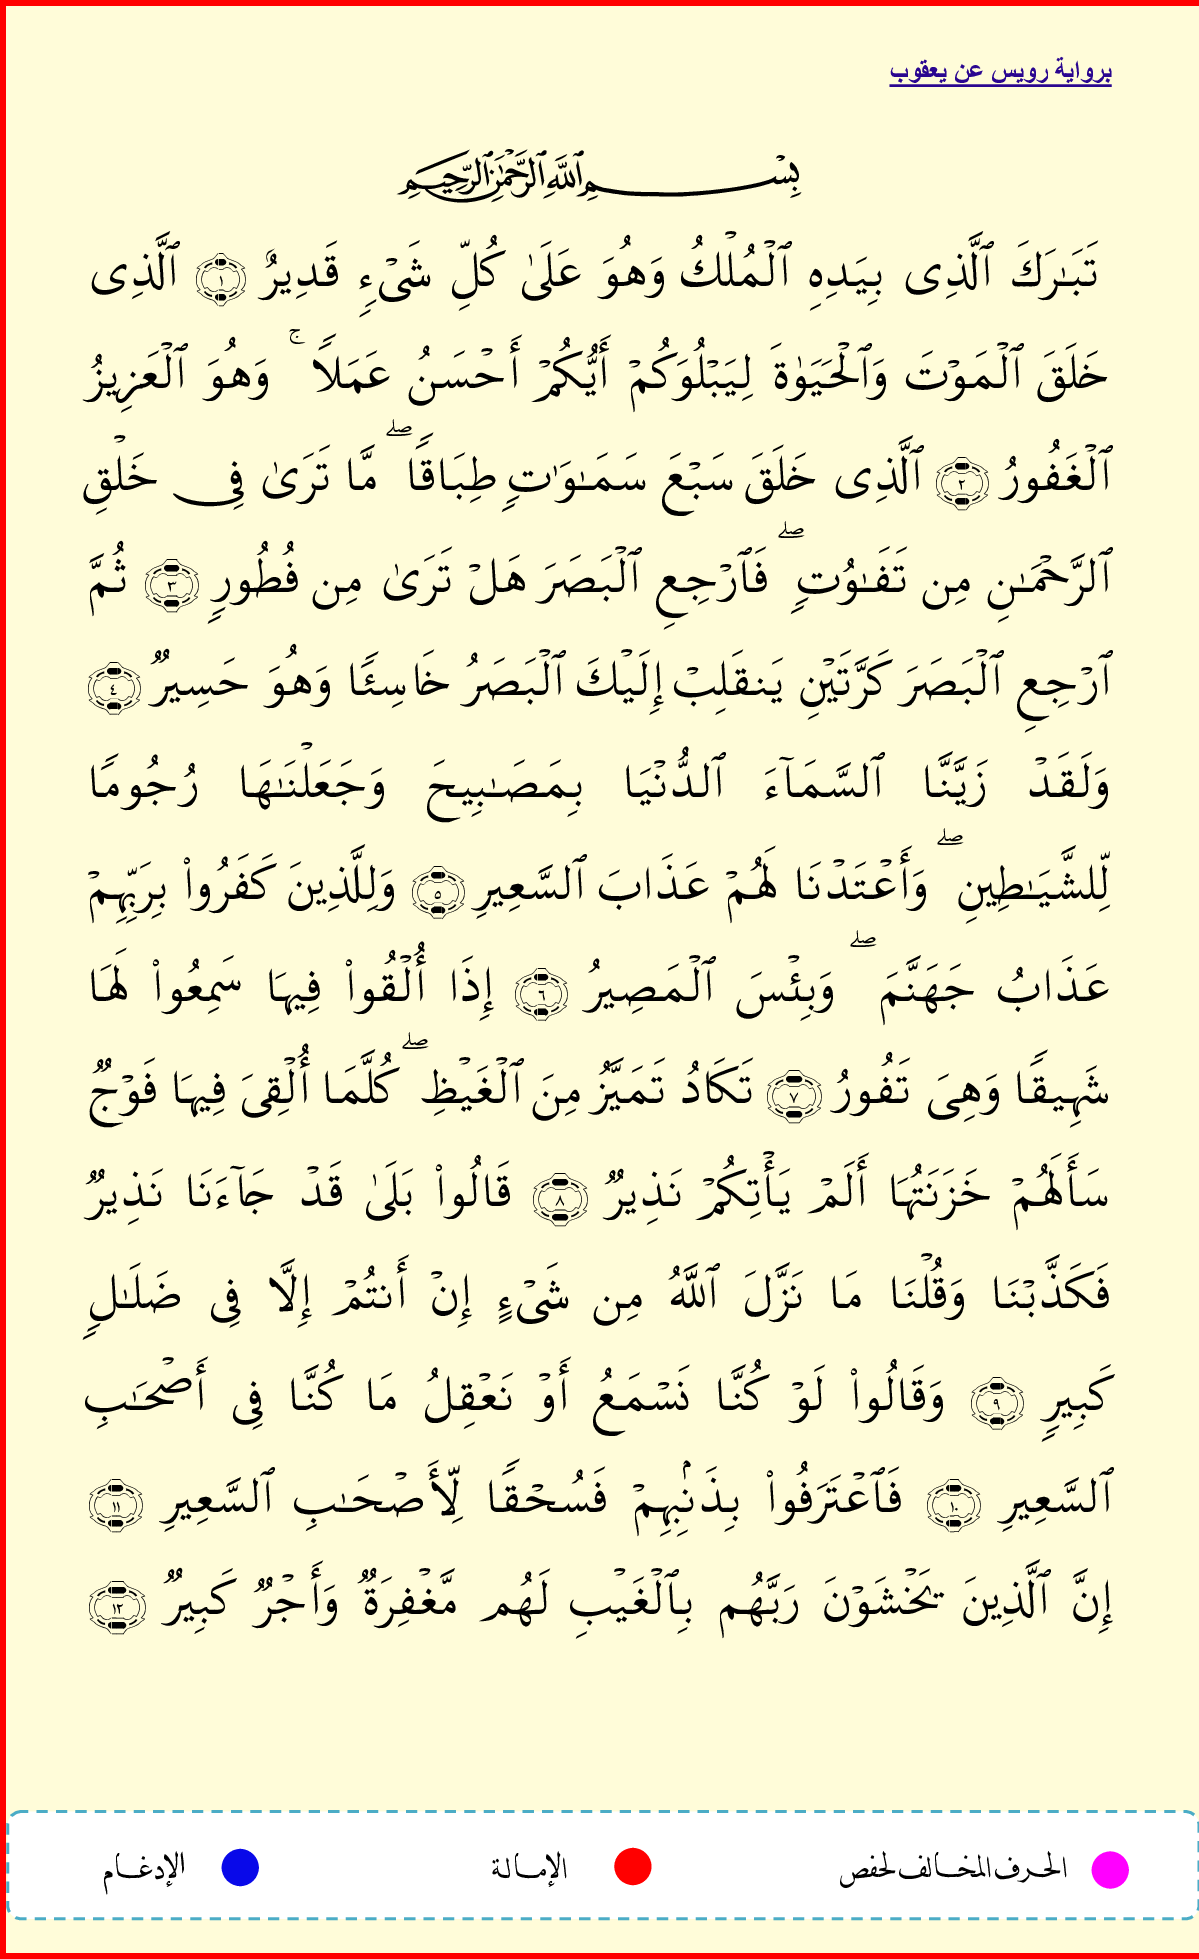 برواية رويس عن يعقوب
بِسْمِ ٱللَّهِ ٱلرَّحْمَٰنِ ٱلرَّحِيمِ
تَبَٰرَكَ ٱلَّذِى بِيَدِهِ ٱلْمُلْكُ وَهُوَ عَلَىٰ كُلِّ شَىْءٍ قَدِيرٌ ١ ٱلَّذِى
خَلَقَ ٱلْمَوْتَ وَٱلْحَيَوٰةَ لِيَبْلُوَكُمْ أَيُّكُمْ أَحْسَنُ عَمَلًا ۚ وَهُوَ ٱلْعَزِيزُ
ٱلْغَفُورُ ٢ ٱلَّذِى خَلَقَ سَبْعَ سَمَٰوَٰتٍ طِبَاقًا ۖ مَّا تَرَىٰ فِى خَلْقِ
ٱلرَّحْمَٰنِ مِن تَفَٰوُتٍ ۖ فَٱرْجِعِ ٱلْبَصَرَ هَلْ تَرَىٰ مِن فُطُورٍ ٣ ثُمَّ
ٱرْجِعِ ٱلْبَصَرَ كَرَّتَيْنِ يَنقَلِبْ إِلَيْكَ ٱلْبَصَرُ خَاسِئًا وَهُوَ حَسِيرٌ ٤
وَلَقَدْ زَيَّنَّا ٱلسَّمَآءَ ٱلدُّنْيَا بِمَصَٰبِيحَ وَجَعَلْنَٰهَا رُجُومًا
لِّلشَّيَٰطِينِ ۖ وَأَعْتَدْنَا لَهُمْ عَذَابَ ٱلسَّعِيرِ ٥ وَلِلَّذِينَ كَفَرُوا۟ بِرَبِّهِمْ
عَذَابُ جَهَنَّمَ ۖ وَبِئْسَ ٱلْمَصِيرُ ٦ إِذَا أُلْقُوا۟ فِيهَا سَمِعُوا۟ لَهَا
شَهِيقًا وَهِىَ تَفُورُ ٧ تَكَادُ تَمَيَّزُ مِنَ ٱلْغَيْظِ ۖ كُلَّمَا أُلْقِىَ فِيهَا فَوْجٌ
سَأَلَهُمْ خَزَنَتُهَا أَلَمْ يَأْتِكُمْ نَذِيرٌ ٨ قَالُوا۟ بَلَىٰ قَدْ جَآءَنَا نَذِيرٌ
فَكَذَّبْنَا وَقُلْنَا مَا نَزَّلَ ٱللَّهُ مِن شَىْءٍ إِنْ أَنتُمْ إِلَّا فِى ضَلَٰلٍ
كَبِيرٍ ٩ وَقَالُوا۟ لَوْ كُنَّا نَسْمَعُ أَوْ نَعْقِلُ مَا كُنَّا فِى أَصْحَٰبِ
ٱلسَّعِيرِ ١٠ فَٱعْتَرَفُوا۟ بِذَنۢبِهِمْ فَسُحْقًا لِّأَصْحَٰبِ ٱلسَّعِيرِ ١١
إِنَّ ٱلَّذِينَ يَخْشَوْنَ رَبَّهُم بِٱلْغَيْبِ لَهُم مَّغْفِرَةٌ وَأَجْرٌ كَبِيرٌ ١٢
الحرف المخالف لحفص الإمالة الإدغام